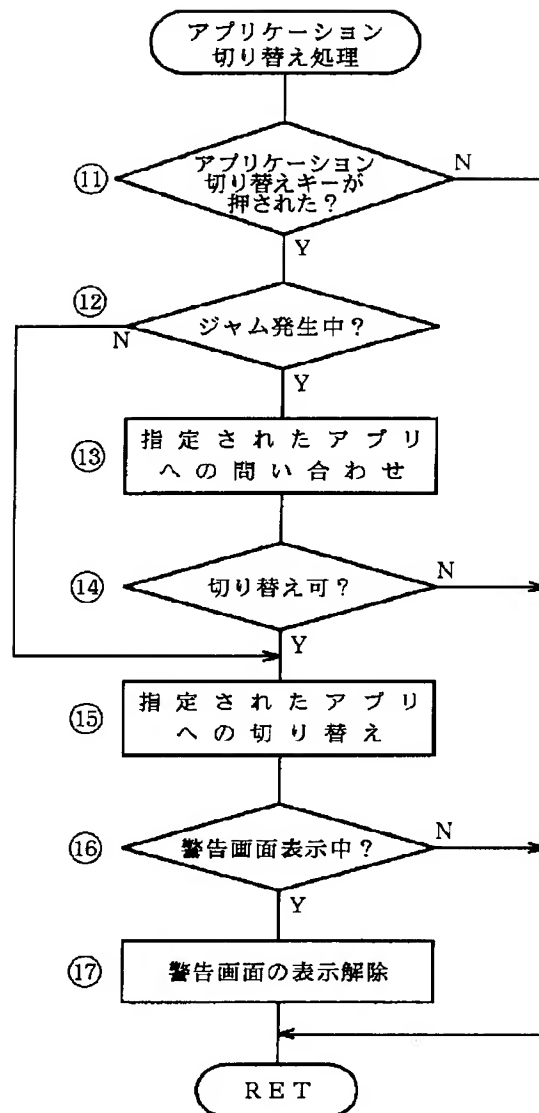 アプリケーション
切り替え処理
⑪
アプリケーション
切り替えキーが
押された?
N
Y
⑫
ジャム発生中?
N
Y
⑬
指定されたアプリ
への問い合わせ
⑭
切り替え可?
N
Y
⑮
指定されたアプリ
への切り替え
⑯
警告画面表示中?
N
Y
⑰
警告画面の表示解除
RET